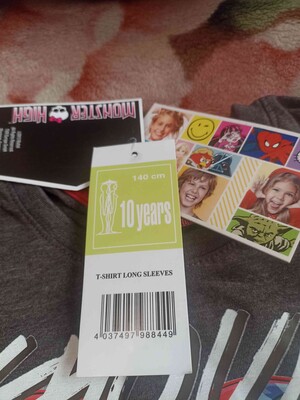 MONSTER HIGH
140 cm
10 years
T-SHIRT LONG SLEEVES
4 037497 988449